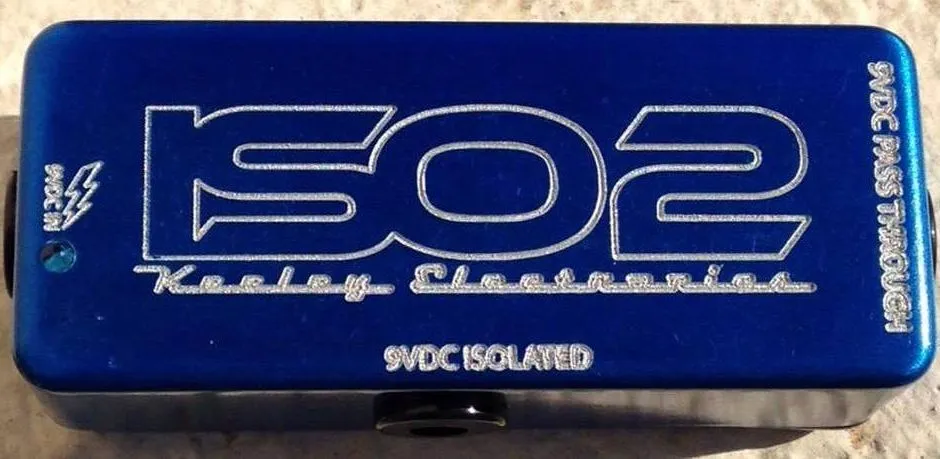 9VDC PASS THROUGH
ISO2
9VDC IN
Keeley Electronics
9VDC ISOLATED